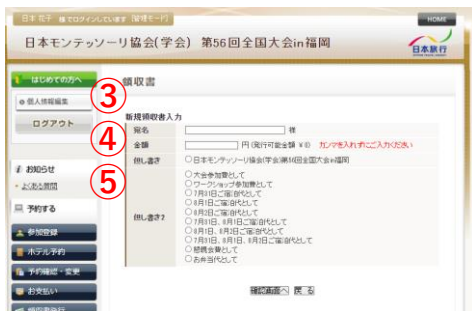 日本 花子 様でログインしています [管理モード]
HOME
日本モンテッソーリ協会(学会) 第56回全国大会in福岡
日本旅行
はじめての方へ
個人情報編集
ログアウト
お知らせ
よくある質問
予約する
参加登録
ホテル予約
予約確認・変更
お支払い
領収書発行
領収書
③
新規領収書入力
宛名 様
④
金額 円 (発行可能金額 ¥0) カンマを入れずにご入力ください
⑤
但し書き 日本モンテッソーリ協会(学会)第56回全国大会in福岡
但し書き2
大会参加費として
ワークショップ参加費として
7月31日ご宿泊代として
8月1日ご宿泊代として
8月2日ご宿泊代として
7月31日、8月1日ご宿泊代として
8月1日、8月2日ご宿泊代として
7月31日、8月1日、8月2日ご宿泊代として
懇親会費として
お弁当代として
確認画面へ 戻る